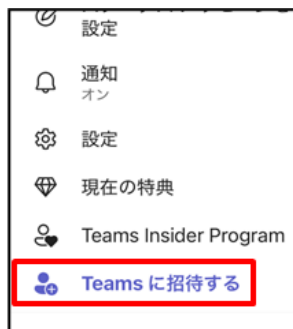 設定
通知
オン
設定
現在の特典
Teams Insider Program
Teams に招待する